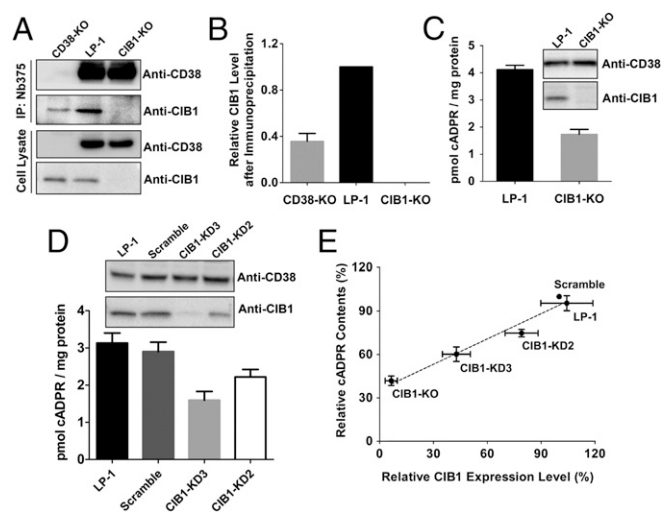 A
CD38-KO
LP-1
CIB1-KO
IP: Nb375
Anti-CD38
Anti-CIB1
Cell Lysate
Anti-CD38
Anti-CIB1
B
Relative CIB1 Level
after Immunoprecipitation
1.2
0.8
0.4
0.0
CD38-KO LP-1 CIB1-KO
C
LP-1
CIB1-KO
Anti-CD38
Anti-CIB1
pmol cADPR / mg protein
5
4
3
2
1
0
LP-1 CIB1-KO
D
LP-1
Scramble
CIB1-KD3
CIB1-KD2
Anti-CD38
Anti-CIB1
pmol cADPR / mg protein
4
3
2
1
0
LP-1
Scramble
CIB1-KD3
CIB1-KD2
E
Relative cADPR Contents (%)
120
90
60
30
0
Scramble
LP-1
CIB1-KD2
CIB1-KD3
CIB1-KO
0 30 60 90 120
Relative CIB1 Expression Level (%)